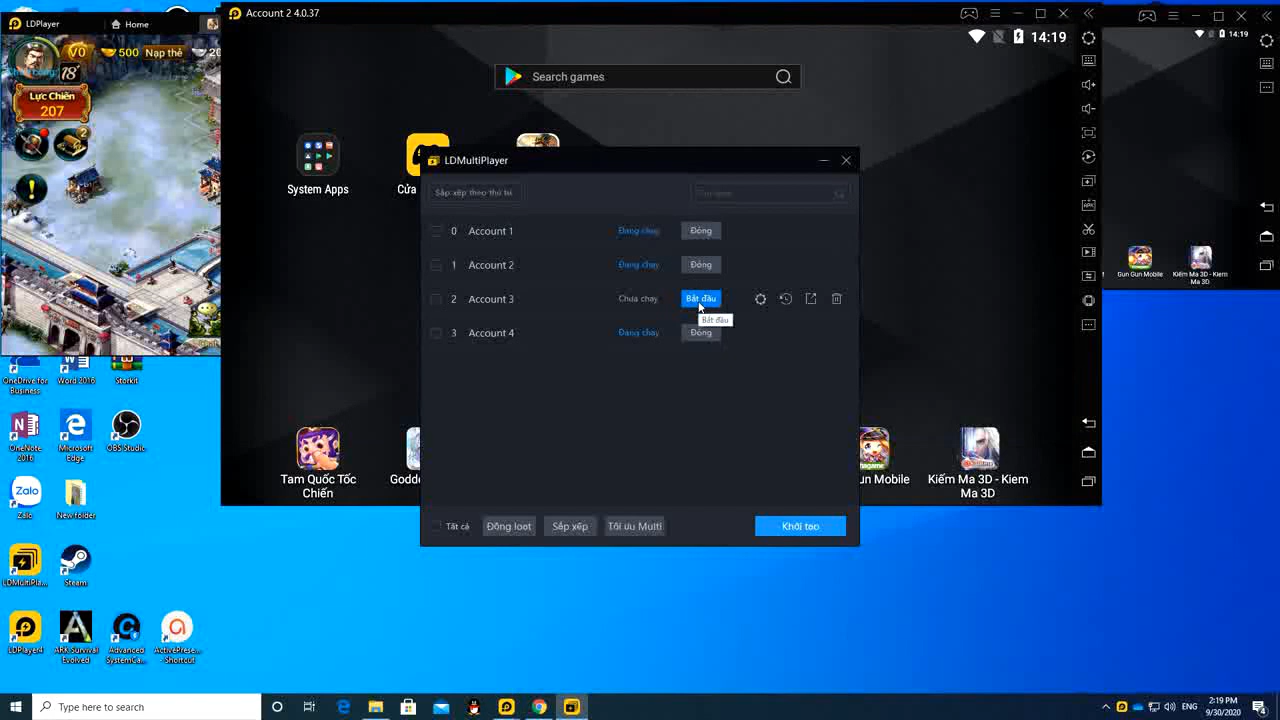 LDPlayer
Home
V0
500
Nạp thẻ
18
Lực Chiến
207
2
Account 2 4.0.37
14:19
Search games
System Apps
Cửa
LDMultiPlayer
Sắp xếp theo thứ tự
0 Account 1 Đang chạy Đóng
1 Account 2 Đang chạy Đóng
2 Account 3 Chưa chạy Bắt đầu
Bắt đầu
3 Account 4 Đang chạy Đóng
Tất cả
Đồng loạt
Sắp xếp
Tối ưu Multi
Khởi tạo
Tam Quốc Tốc
Chiến
Godde
un Mobile
Kiếm Ma 3D - Kiem
Ma 3D
14:19
Gun Gun Mobile
Kiếm Ma 3D - Kiem
Ma 3D
OneDrive for
Business
Word 2016
Storkit
OneNote
2016
Microsoft
Edge
OBS Studio
Zalo
Zalo
New folder
LDMultiPla...
Steam
LDPlayer4
ARK Survival
Evolved
Advanced
SystemCa...
ActivePrese...
- Shortcut
Type here to search
ENG
2:19 PM
9/30/2020
4